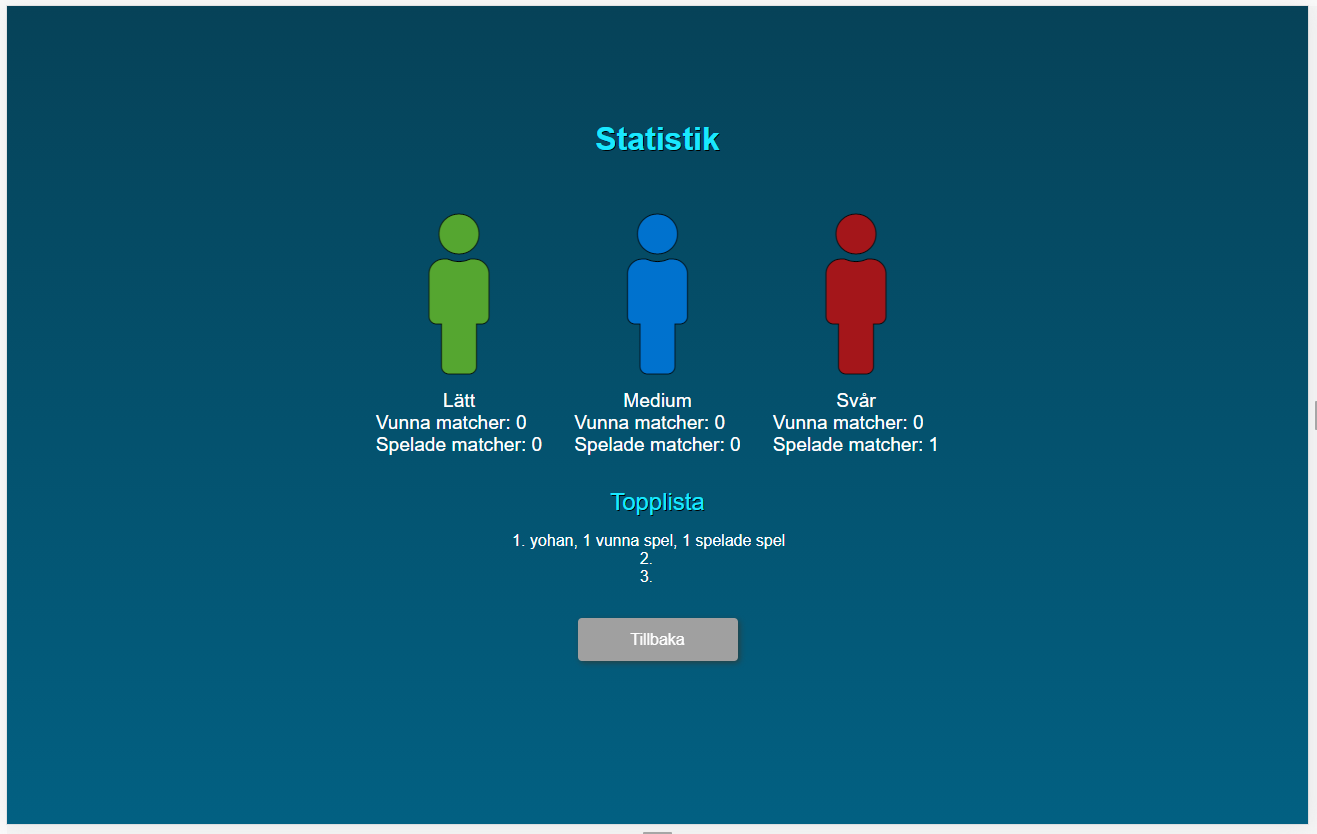 Statistik
Lätt
Vunna matcher: 0
Spelade matcher: 0
Medium
Vunna matcher: 0
Spelade matcher: 0
Svår
Vunna matcher: 0
Spelade matcher: 1
Topplista
1. yohan, 1 vunna spel, 1 spelade spel
2.
3.
Tillbaka